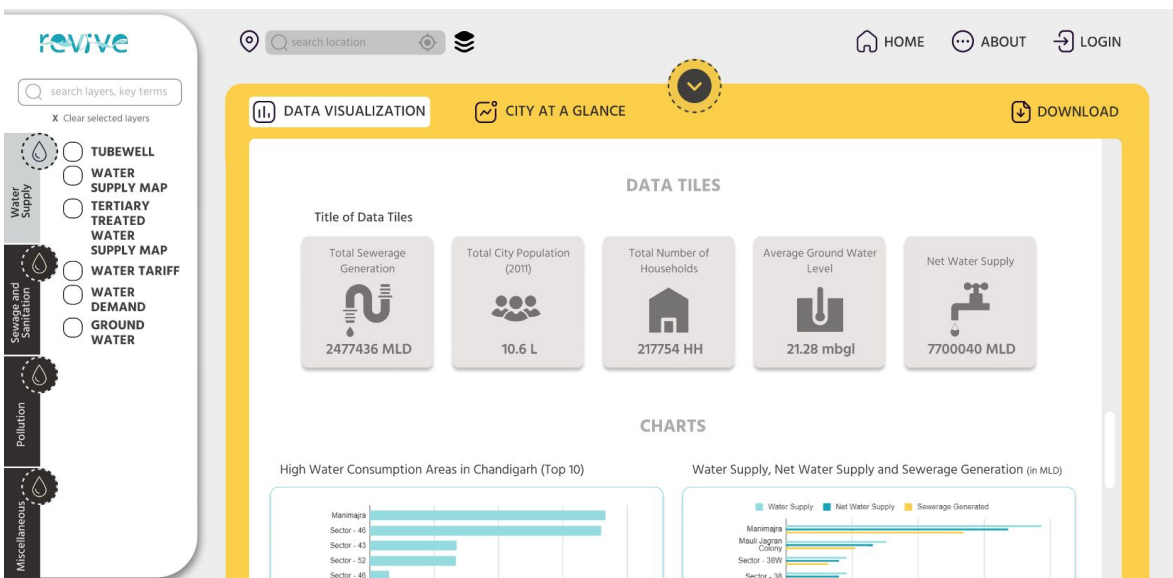 revive
search location
HOME
ABOUT
LOGIN
search layers, key terms
X Clear selected layers
Water
Supply
TUBEWELL
WATER
SUPPLY MAP
TERTIARY
TREATED
WATER
SUPPLY MAP
WATER TARIFF
WATER
DEMAND
GROUND
WATER
Sewage and
Sanitation
Pollution
Miscellaneous
DATA VISUALIZATION
CITY AT A GLANCE
DOWNLOAD
DATA TILES
Title of Data Tiles
Total Sewerage
Generation
2477436 MLD
Total City Population
(2011)
10.6 L
Total Number of
Households
217754 HH
Average Ground Water
Level
21.28 mbgl
Net Water Supply
7700040 MLD
CHARTS
High Water Consumption Areas in Chandigarh (Top 10)
Manimajra
Sector - 46
Sector - 43
Sector - 52
Sector - 46
Water Supply, Net Water Supply and Sewerage Generation (in MLD)
Water Supply
Net Water Supply
Sewerage Generated
Manimajra
Mauli Jagran
Colony
Sector - 38W
Sector - 38